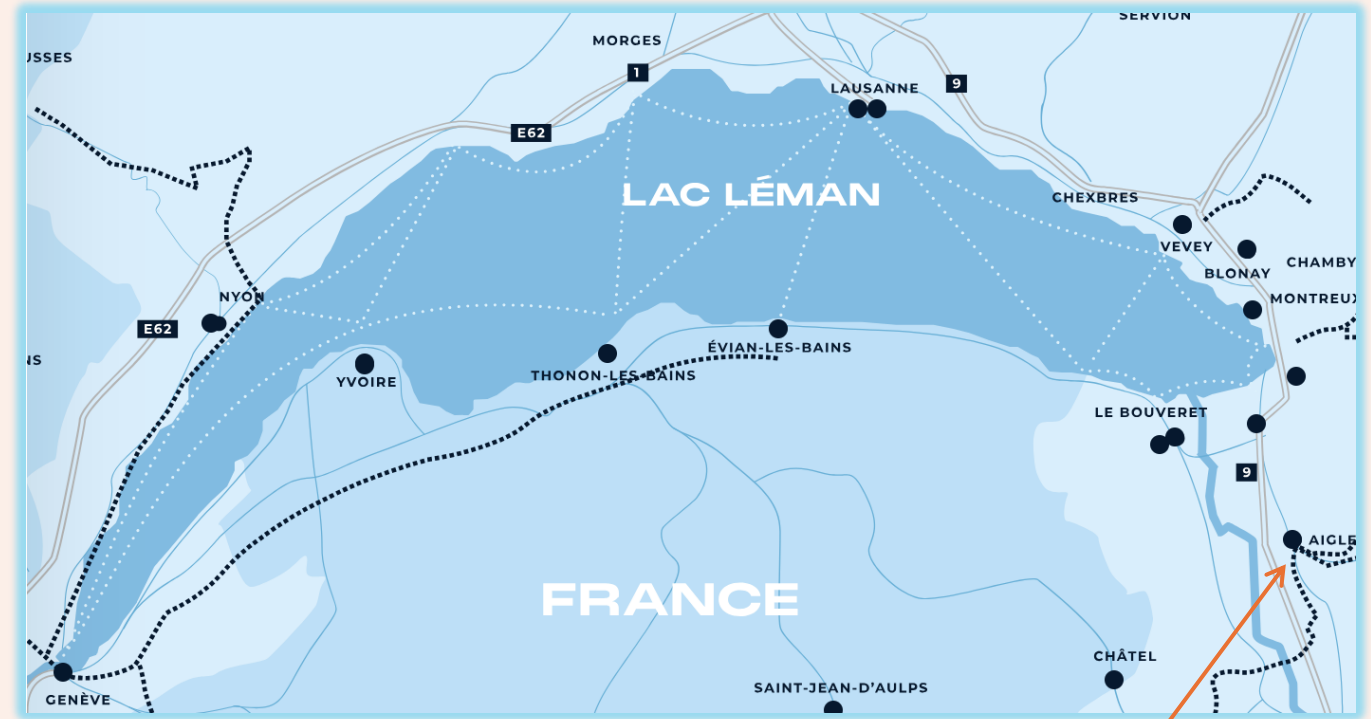 SERVION
MORGES
USSES
1
9
LAUSANNE
E62
LAC LÉMAN
CHEXBRES
VEVEY
BLONAY
CHAMBY
NYON
MONTREUX
E62
ÉVIAN-LES-BAINS
NS
THONON-LES-BAINS
YVOIRE
LE BOUVERET
9
AIGLE
FRANCE
CHÂTEL
SAINT-JEAN-D’AULPS
GENÈVE